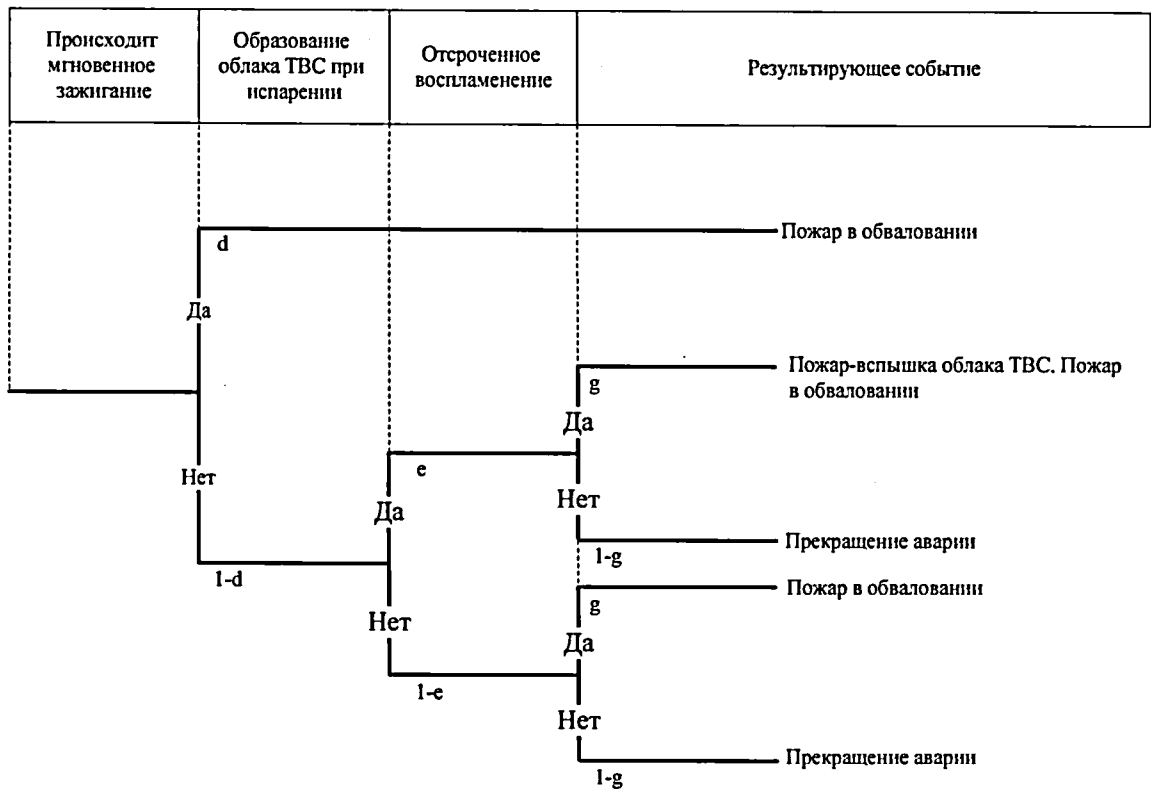 Происходит
мгновенное
зажигание
Образование
облака ТВС при
испарении
Отсроченное
воспламенение
Результирующее событие
d
Пожар в обваловании
Да
Пожар-вспышка облака ТВС. Пожар
в обваловании
g
Да
e
Нет
Да
Нет
Прекращение аварии
1-g
1-d
Пожар в обваловании
g
Нет
Да
1-e
Нет
Прекращение аварии
1-g